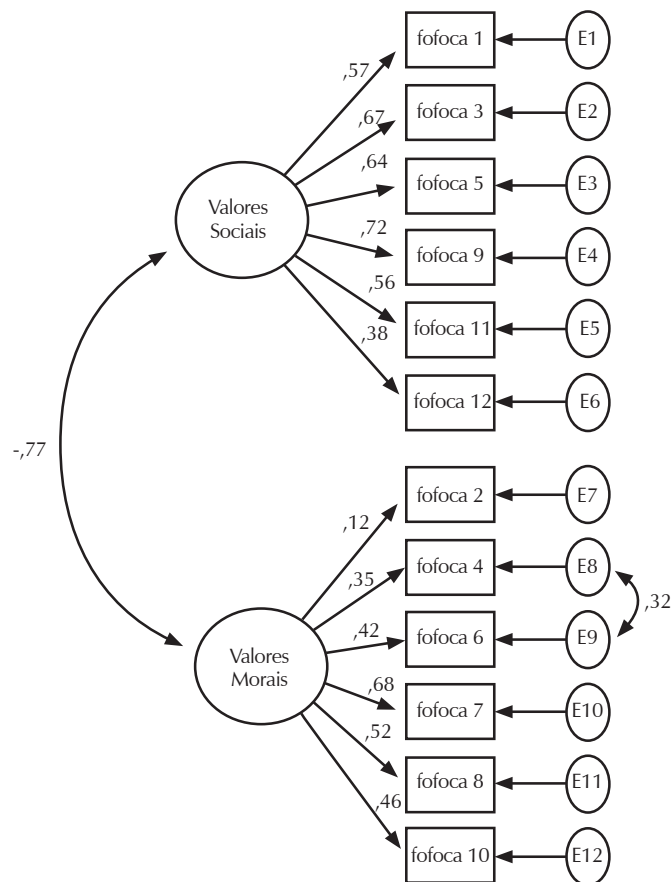 fofoca 1
E1
,57
fofoca 3
E2
,67
fofoca 5
E3
,64
Valores
Sociais
fofoca 9
E4
,72
fofoca 11
E5
,56
fofoca 12
E6
,38
-,77
fofoca 2
E7
,12
fofoca 4
E8
,35
,32
fofoca 6
E9
,42
Valores
Morais
fofoca 7
E10
,68
fofoca 8
E11
,52
fofoca 10
E12
,46